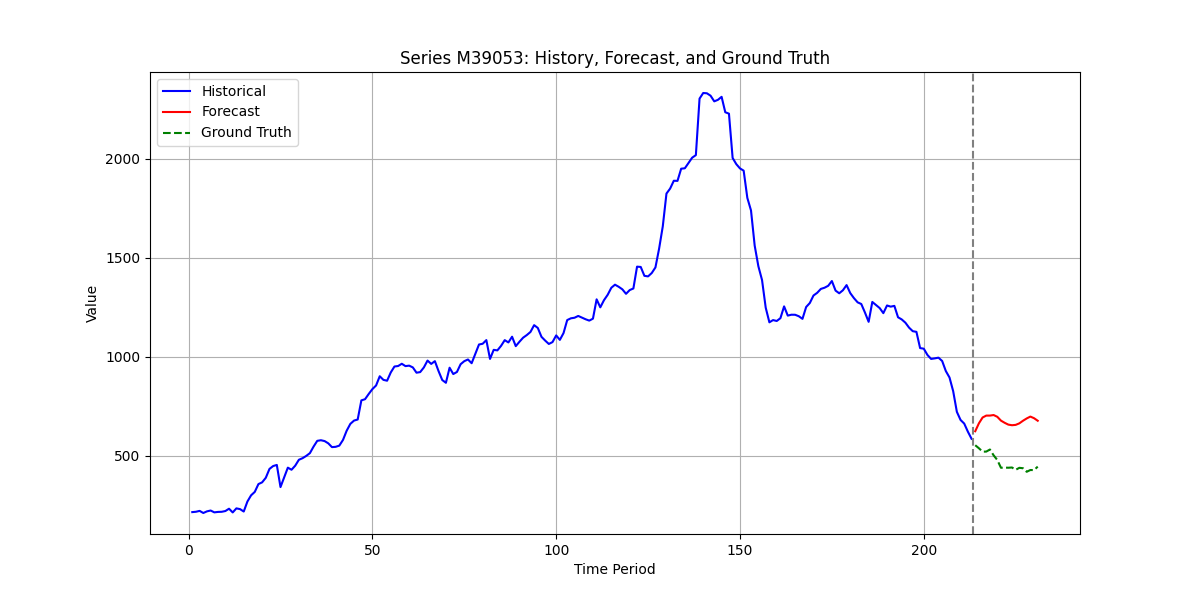 Series M39053: History, Forecast, and Ground Truth
Historical
Forecast
Ground Truth
2000
1500
1000
500
Value
0
50
100
150
200
Time Period